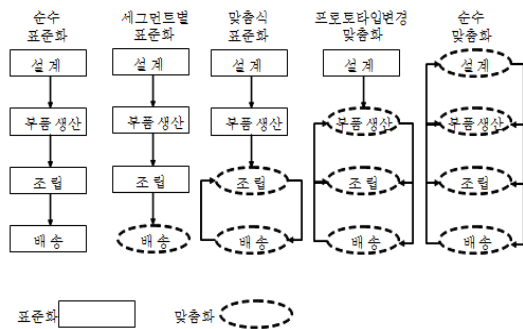 순수
표준화
세그먼트별
표준화
맞춤식
표준화
프로토타입변경
맞춤화
순수
맞춤화
설계
설계
설계
설계
설계
부품생산
부품생산
부품생산
부품생산
부품생산
조립
조립
조립
조립
조립
배송
배송
배송
배송
배송
표준화
맞춤화